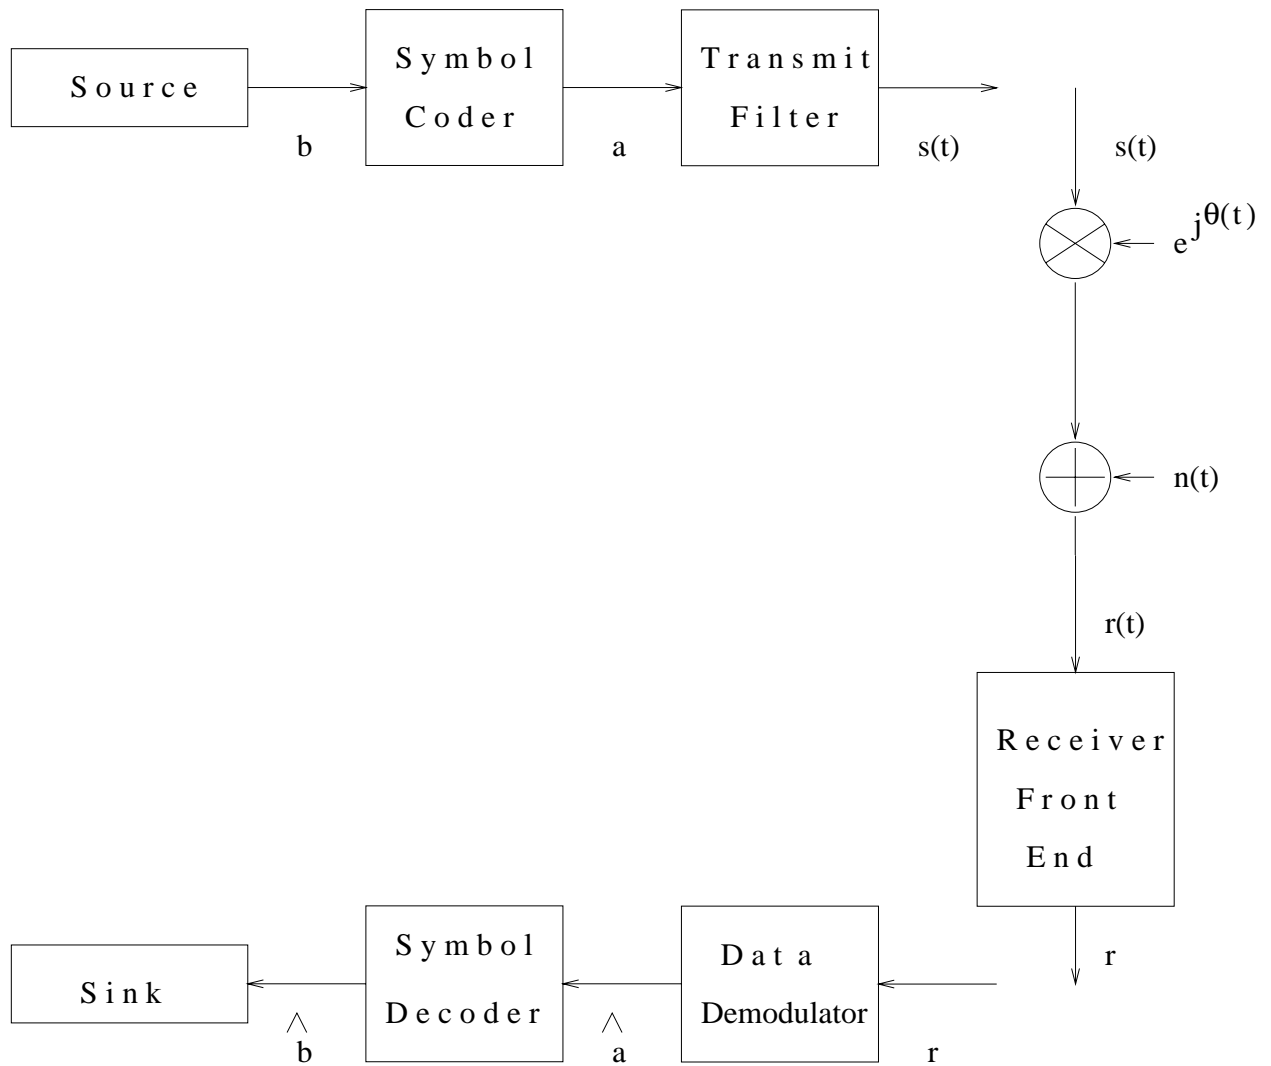 Source
Symbol
Coder
Transmit
Filter
b
a
s(t)
s(t)
e^jθ(t)
n(t)
r(t)
Receiver
Front
End
r
Sink
Symbol
Decoder
Data
Demodulator
b̂
â
r